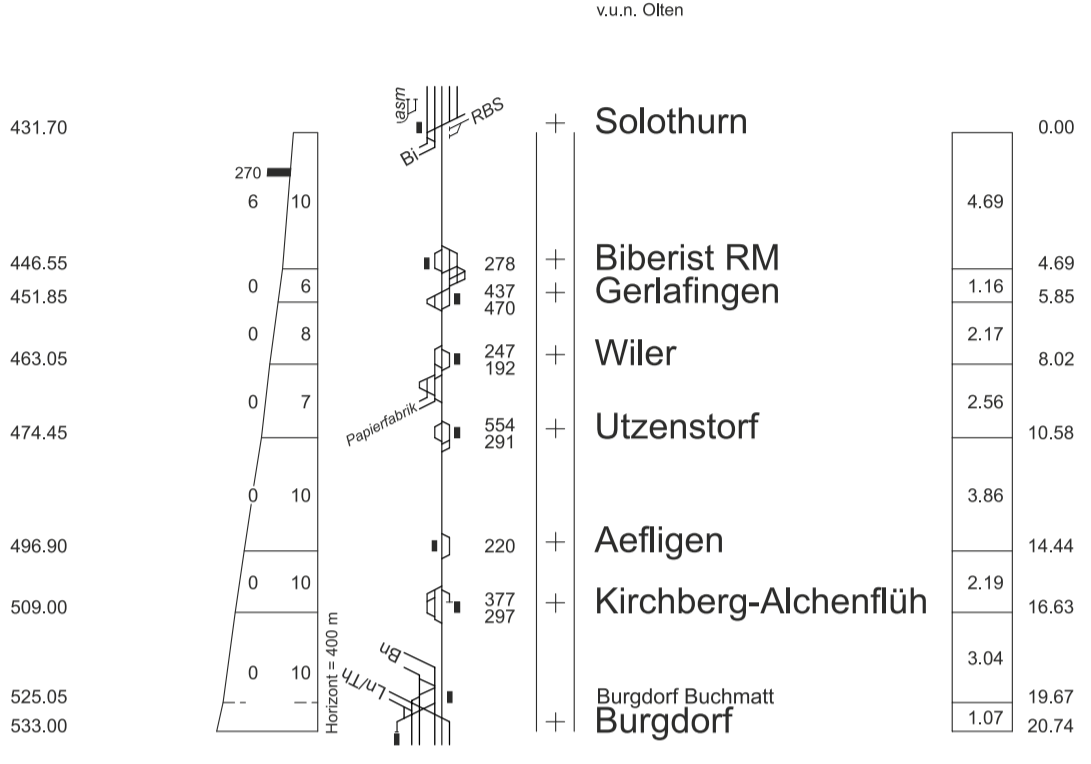 v.u.n. Olten
asm
RBS
431.70 Solothurn 0.00
Bi
270
6 10 4.69
446.55 278 Biberist RM 4.69
0 6 437 1.16
451.85 470 Gerlafingen 5.85
0 8 2.17
247
463.05 192 Wiler 8.02
0 7 2.56
Papierfabrik
554
474.45 291 Utzenstorf 10.58
0 10 3.86
496.90 220 Aefligen 14.44
0 10 2.19
377
509.00 297 Kirchberg-Alchenflüh 16.63
Horizont = 400 m
Bn
0 10 3.04
Ln/Th
525.05 Burgdorf Buchmatt 19.67
1.07
533.00 Burgdorf 20.74